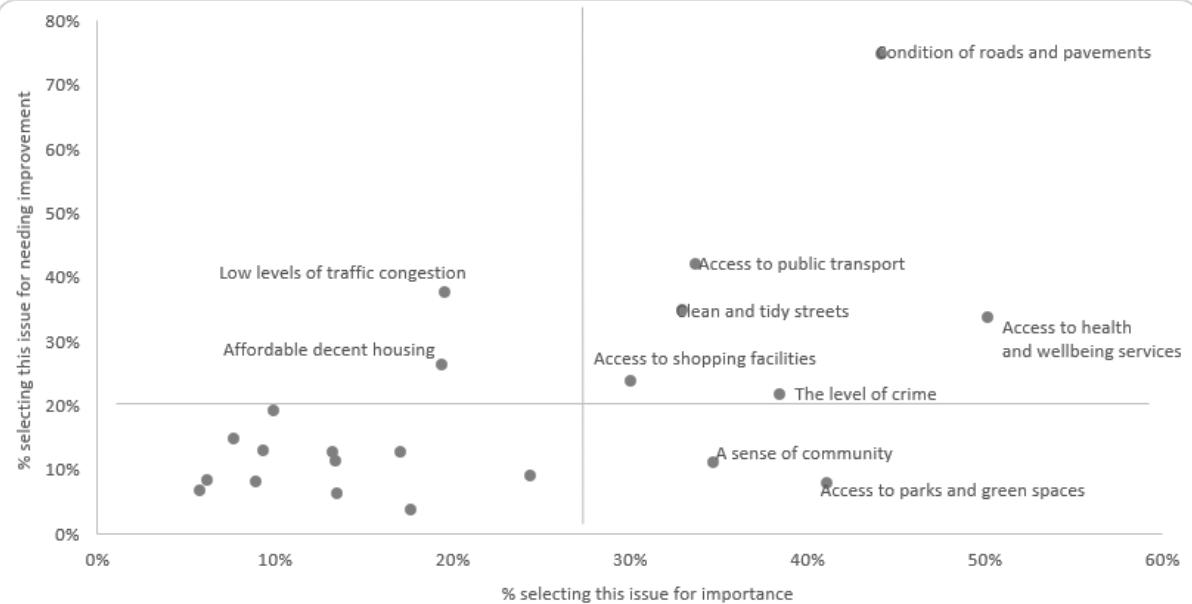 80%
70%
60%
50%
40%
30%
20%
10%
0%
% selecting this issue for needing improvement
Condition of roads and pavements
Access to public transport
Low levels of traffic congestion
Clean and tidy streets
Access to health
and wellbeing services
Affordable decent housing
Access to shopping facilities
The level of crime
A sense of community
Access to parks and green spaces
0%
10%
20%
30%
40%
50%
60%
% selecting this issue for importance